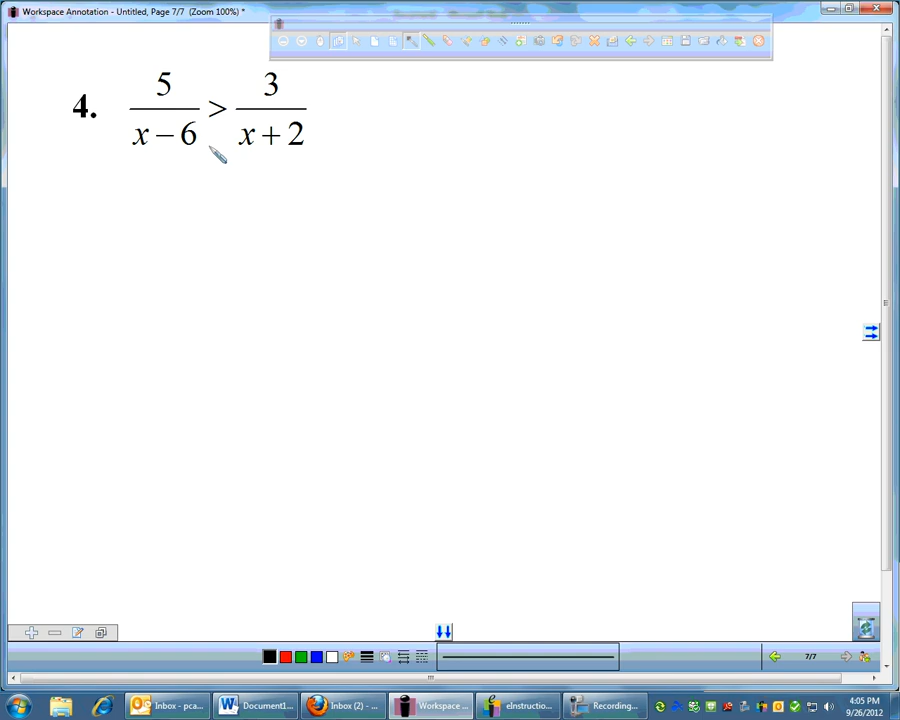 Workspace Annotation - Untitled, Page 7/7 (Zoom 100%) *
4. 5/(x − 6) > 3/(x + 2)
7/7
Inbox - pca...
Document1...
Inbox (2) - ...
Workspace ...
eInstructio...
Recording...
4:05 PM
9/26/2012